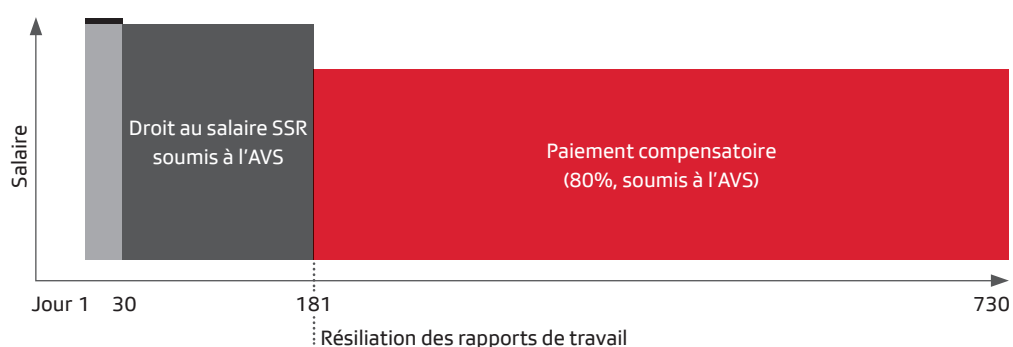 Salaire
Droit au salaire SSR
soumis à l'AVS
Paiement compensatoire
(80%, soumis à l'AVS)
Jour 1 30 181 730
Résiliation des rapports de travail